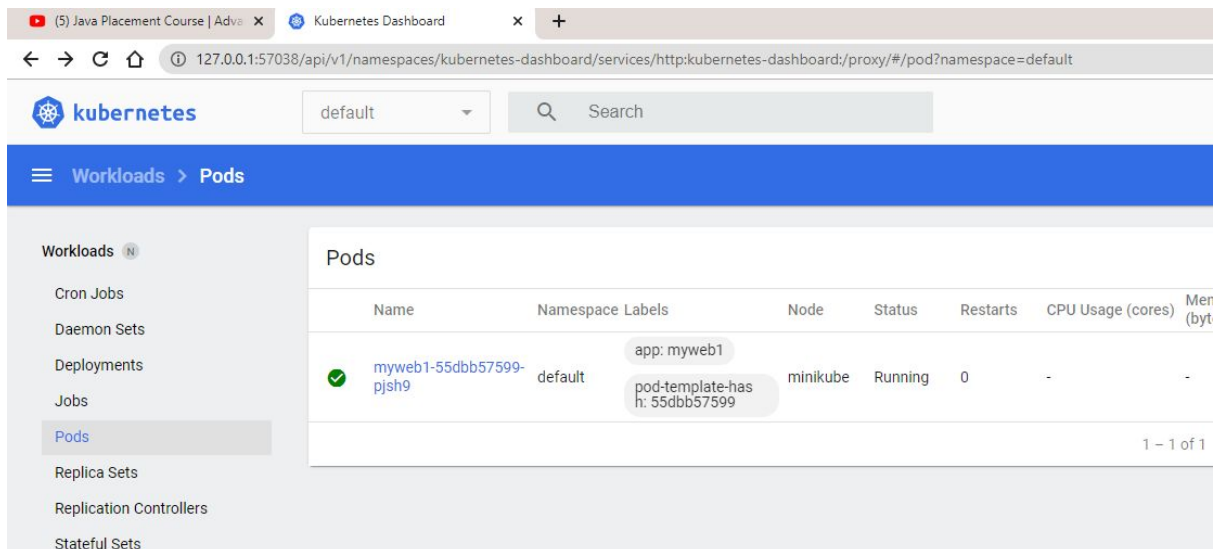 (5) Java Placement Course | Adva
Kubernetes Dashboard
127.0.0.1:57038/api/v1/namespaces/kubernetes-dashboard/services/http:kubernetes-dashboard:/proxy/#/pod?namespace=default
kubernetes
default
Search
Workloads > Pods
Workloads N
Cron Jobs
Daemon Sets
Deployments
Jobs
Pods
Replica Sets
Replication Controllers
Stateful Sets
Pods
Name Namespace Labels Node Status Restarts CPU Usage (cores) Mem
(byt
myweb1-55dbb57599-
pjsh9
default
app: myweb1
pod-template-has
h: 55dbb57599
minikube Running 0 - -
1 – 1 of 1